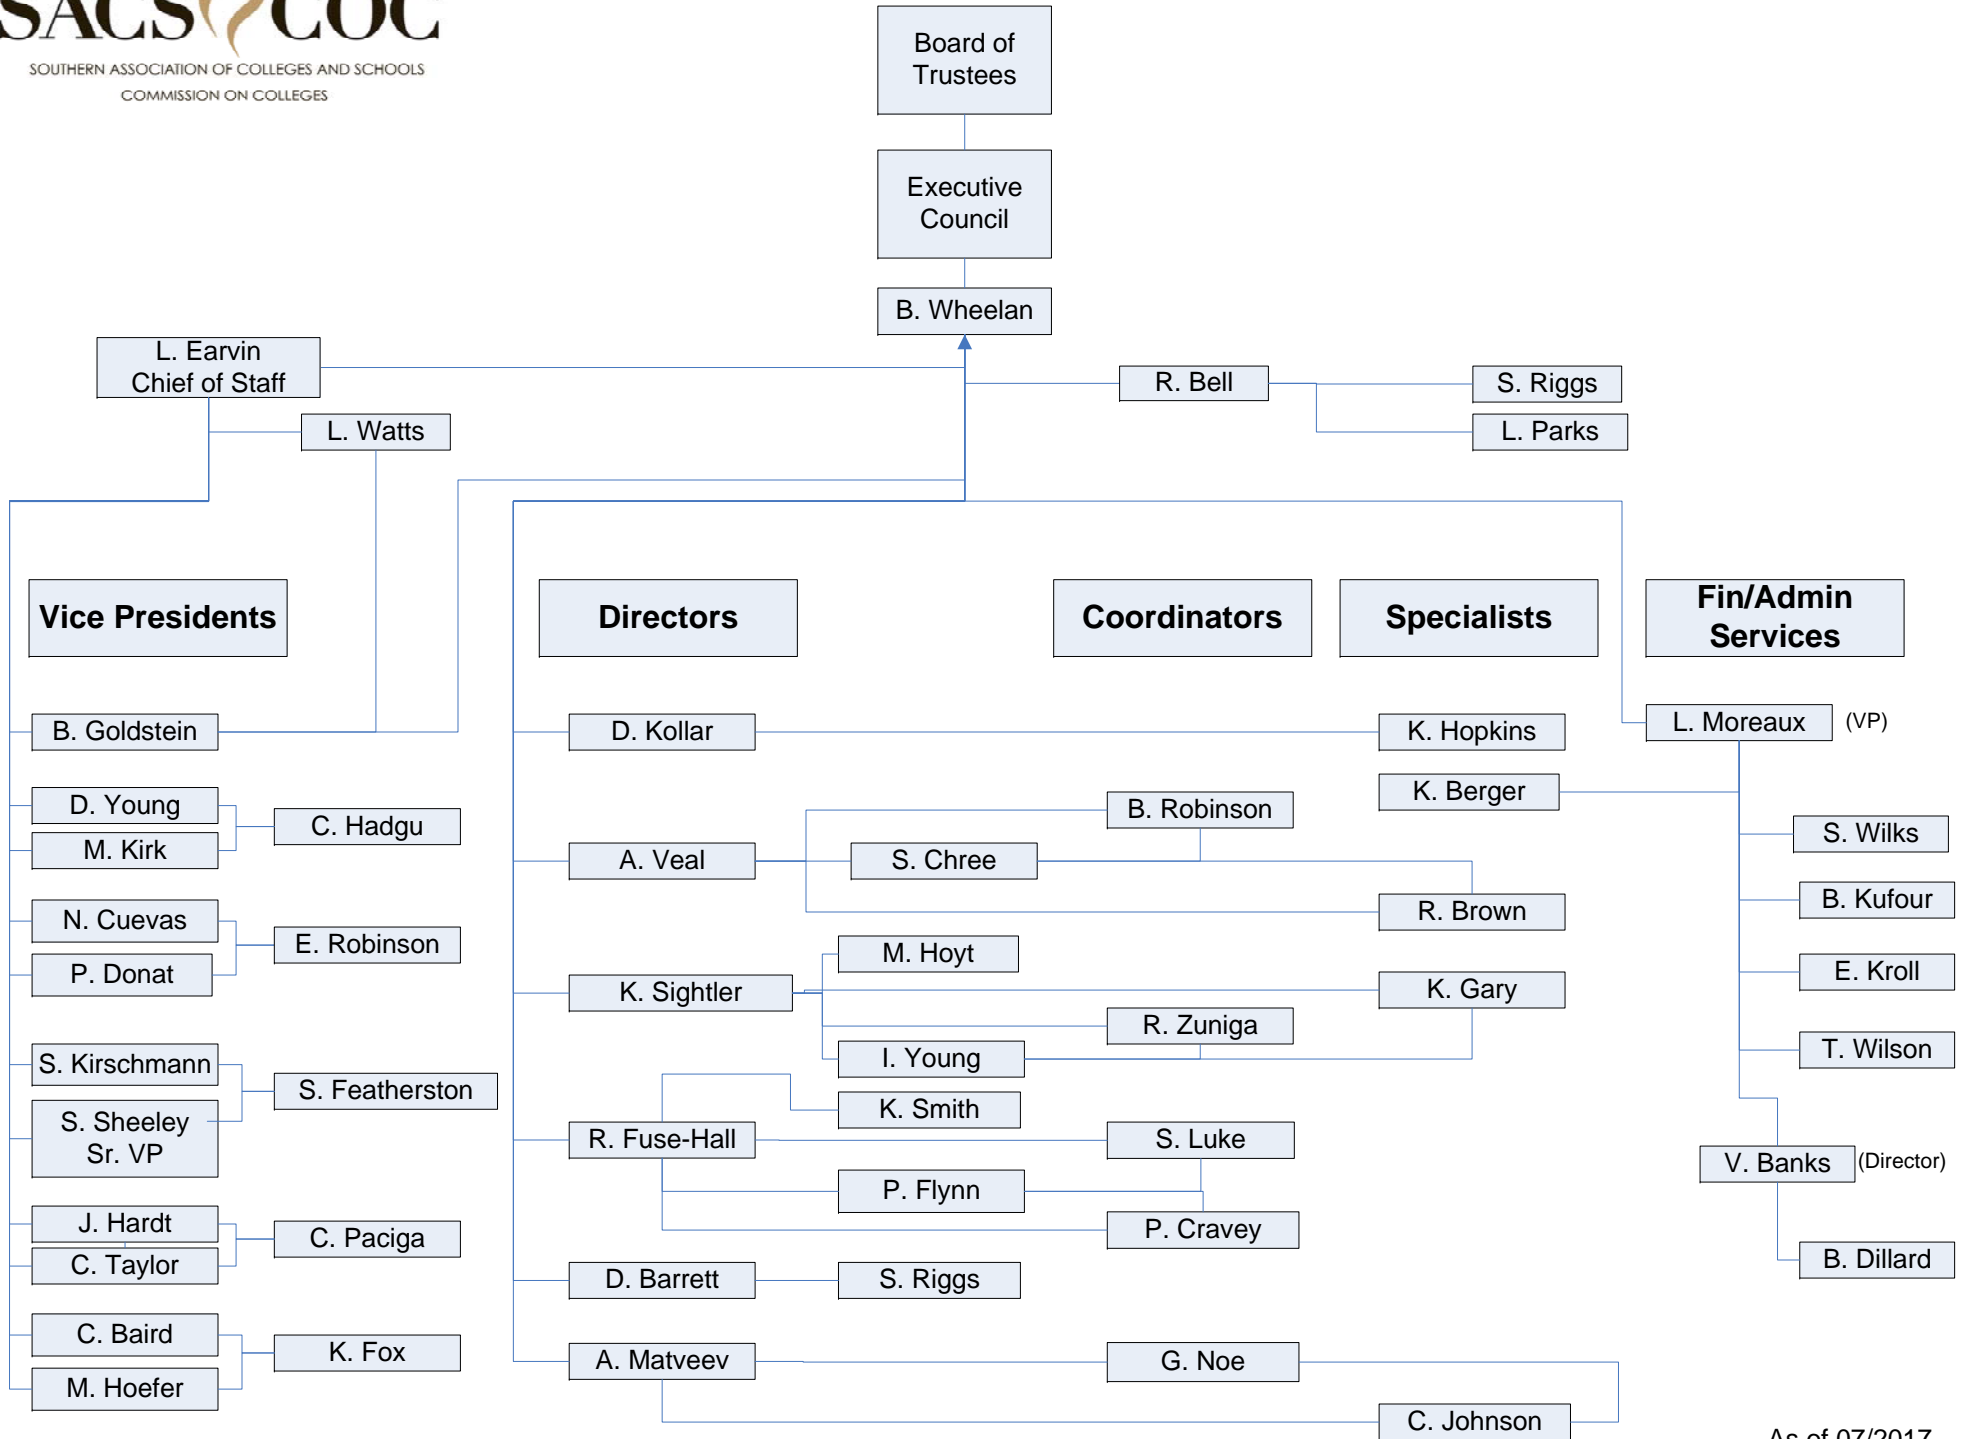 SACS COC
SOUTHERN ASSOCIATION OF COLLEGES AND SCHOOLS
COMMISSION ON COLLEGES
Board of
Trustees
Executive
Council
B. Wheelan
L. Earvin
Chief of Staff
L. Watts
R. Bell
S. Riggs
L. Parks
Vice Presidents
Directors
Coordinators
Specialists
Fin/Admin
Services
B. Goldstein
D. Young
M. Kirk
C. Hadgu
N. Cuevas
P. Donat
E. Robinson
S. Kirschmann
S. Sheeley
Sr. VP
S. Featherston
J. Hardt
C. Taylor
C. Paciga
C. Baird
M. Hoefer
K. Fox
D. Kollar
K. Hopkins
K. Berger
A. Veal
S. Chree
B. Robinson
R. Brown
K. Sightler
M. Hoyt
K. Gary
R. Zuniga
I. Young
R. Fuse-Hall
K. Smith
S. Luke
P. Flynn
P. Cravey
D. Barrett
S. Riggs
A. Matveev
G. Noe
C. Johnson
L. Moreaux (VP)
S. Wilks
B. Kufour
E. Kroll
T. Wilson
V. Banks (Director)
B. Dillard
As of 07/2017